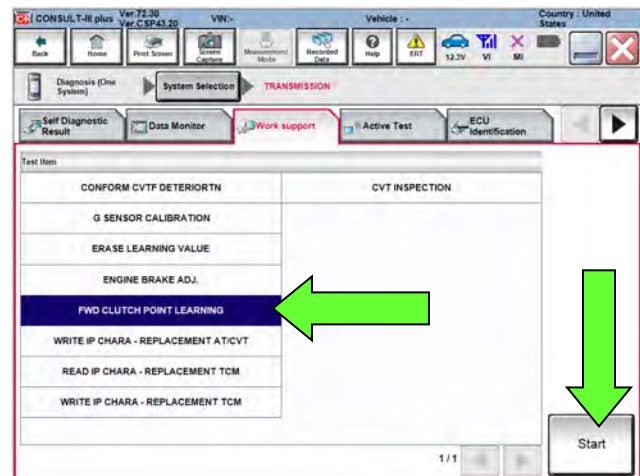 CONSULT-III plus Ver.72.30 VIN:- Vehicle : - Country : United
Ver.CSP43.20 States
Back Home Print Screen Screen Capture Measurement Mode Recorded Data Help ERT 12.3V VI MI
Diagnosis (One System) System Selection TRANSMISSION
Self Diagnostic Result Data Monitor Work support Active Test ECU Identification
Test Item
CONFORM CVTF DETERIORTN CVT INSPECTION
G SENSOR CALIBRATION
ERASE LEARNING VALUE
ENGINE BRAKE ADJ.
FWD CLUTCH POINT LEARNING
WRITE IP CHARA - REPLACEMENT AT/CVT
READ IP CHARA - REPLACEMENT TCM
WRITE IP CHARA - REPLACEMENT TCM
1/1
Start